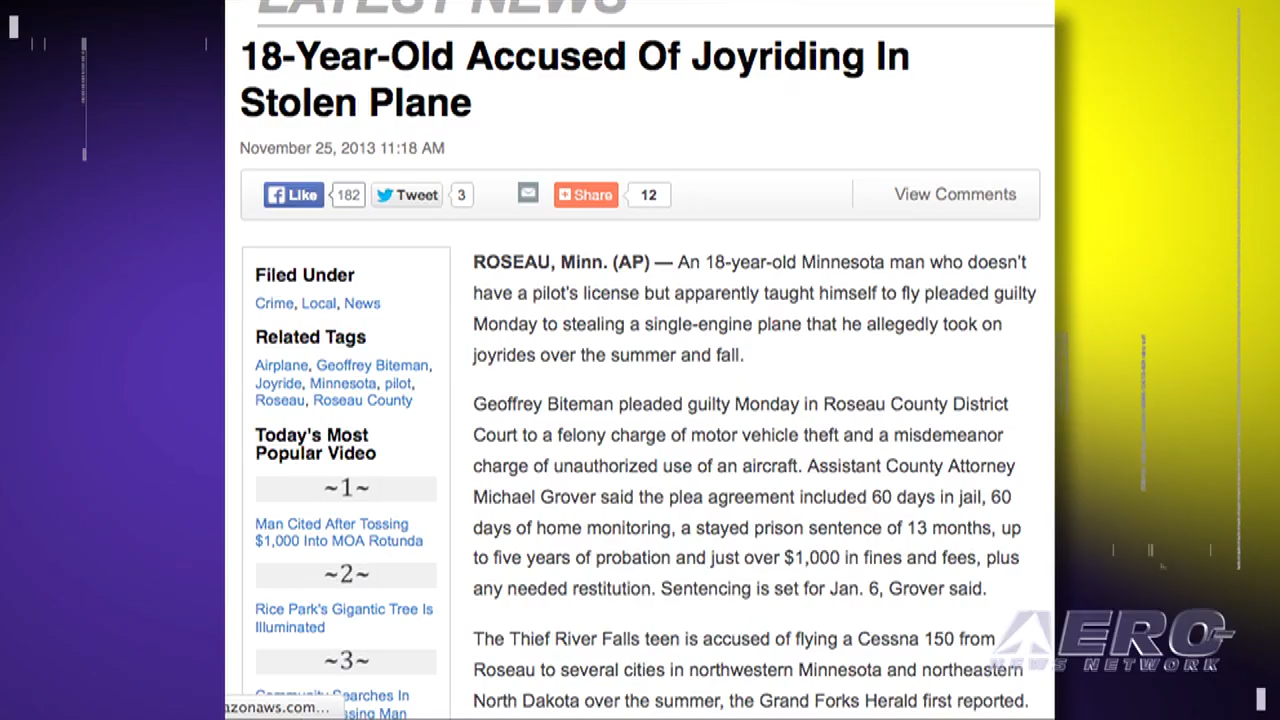 LATEST NEWS
18-Year-Old Accused Of Joyriding In
Stolen Plane
November 25, 2013 11:18 AM
Like 182 Tweet 3 Share 12 View Comments
Filed Under
Crime, Local, News
Related Tags
Airplane, Geoffrey Biteman,
Joyride, Minnesota, pilot,
Roseau, Roseau County
Today's Most
Popular Video
~1~
Man Cited After Tossing
$1,000 Into MOA Rotunda
~2~
Rice Park's Gigantic Tree Is
Illuminated
~3~
Community Searches In
Man
azonaws.com...
ROSEAU, Minn. (AP) — An 18-year-old Minnesota man who doesn't
have a pilot's license but apparently taught himself to fly pleaded guilty
Monday to stealing a single-engine plane that he allegedly took on
joyrides over the summer and fall.
Geoffrey Biteman pleaded guilty Monday in Roseau County District
Court to a felony charge of motor vehicle theft and a misdemeanor
charge of unauthorized use of an aircraft. Assistant County Attorney
Michael Grover said the plea agreement included 60 days in jail, 60
days of home monitoring, a stayed prison sentence of 13 months, up
to five years of probation and just over $1,000 in fines and fees, plus
any needed restitution. Sentencing is set for Jan. 6, Grover said.
The Thief River Falls teen is accused of flying a Cessna 150 from
Roseau to several cities in northwestern Minnesota and northeastern
North Dakota over the summer, the Grand Forks Herald first reported.
AERO-
NEWS NETWORK